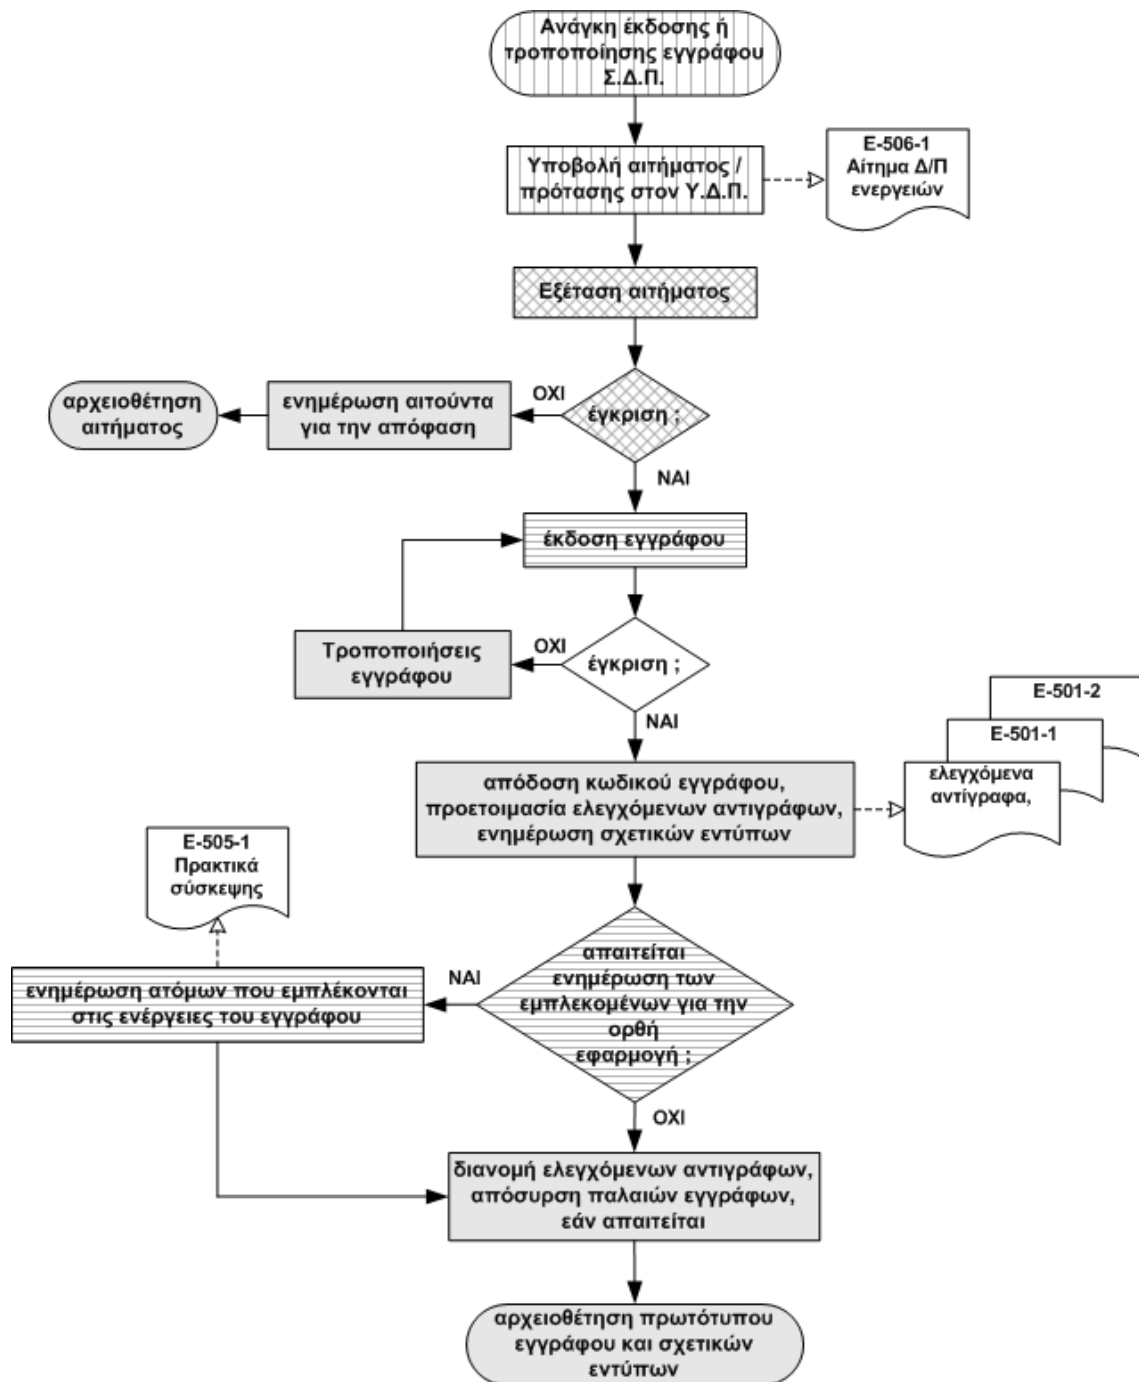 Ανάγκη έκδοσης ή
τροποποίησης εγγράφου
Σ.Δ.Π.
Υποβολή αιτήματος /
πρότασης στον Υ.Δ.Π.
Ε-506-1
Αίτημα Δ/Π
ενεργειών
Εξέταση αιτήματος
έγκριση ;
ΟΧΙ
ενημέρωση αιτούντα
για την απόφαση
αρχειοθέτηση
αιτήματος
ΝΑΙ
έκδοση εγγράφου
έγκριση ;
ΟΧΙ
Τροποποιήσεις
εγγράφου
ΝΑΙ
Ε-501-2
Ε-501-1
ελεγχόμενα
αντίγραφα,
απόδοση κωδικού εγγράφου,
προετοιμασία ελεγχόμενων αντιγράφων,
ενημέρωση σχετικών εντύπων
Ε-505-1
Πρακτικά
σύσκεψης
απαιτείται
ενημέρωση των
εμπλεκομένων για την
ορθή
εφαρμογή ;
ΝΑΙ
ενημέρωση ατόμων που εμπλέκονται
στις ενέργειες του εγγράφου
ΟΧΙ
διανομή ελεγχόμενων αντιγράφων,
απόσυρση παλαιών εγγράφων,
εάν απαιτείται
αρχειοθέτηση πρωτότυπου
εγγράφου και σχετικών
εντύπων